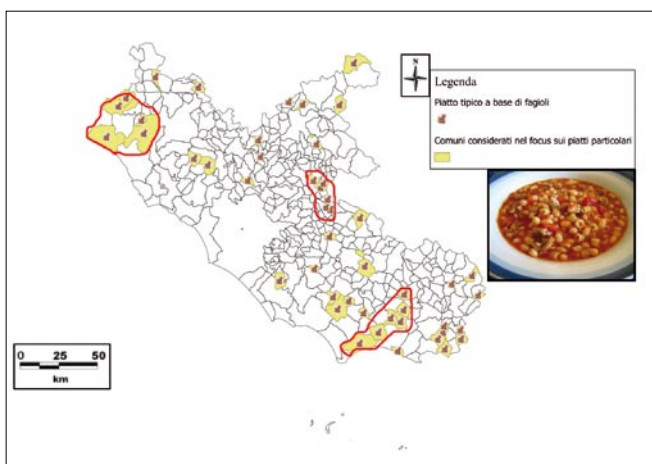 N
Legenda
Piatto tipico a base di fagioli
Comuni considerati nel focus sui piatti particolari
0 25 50
km